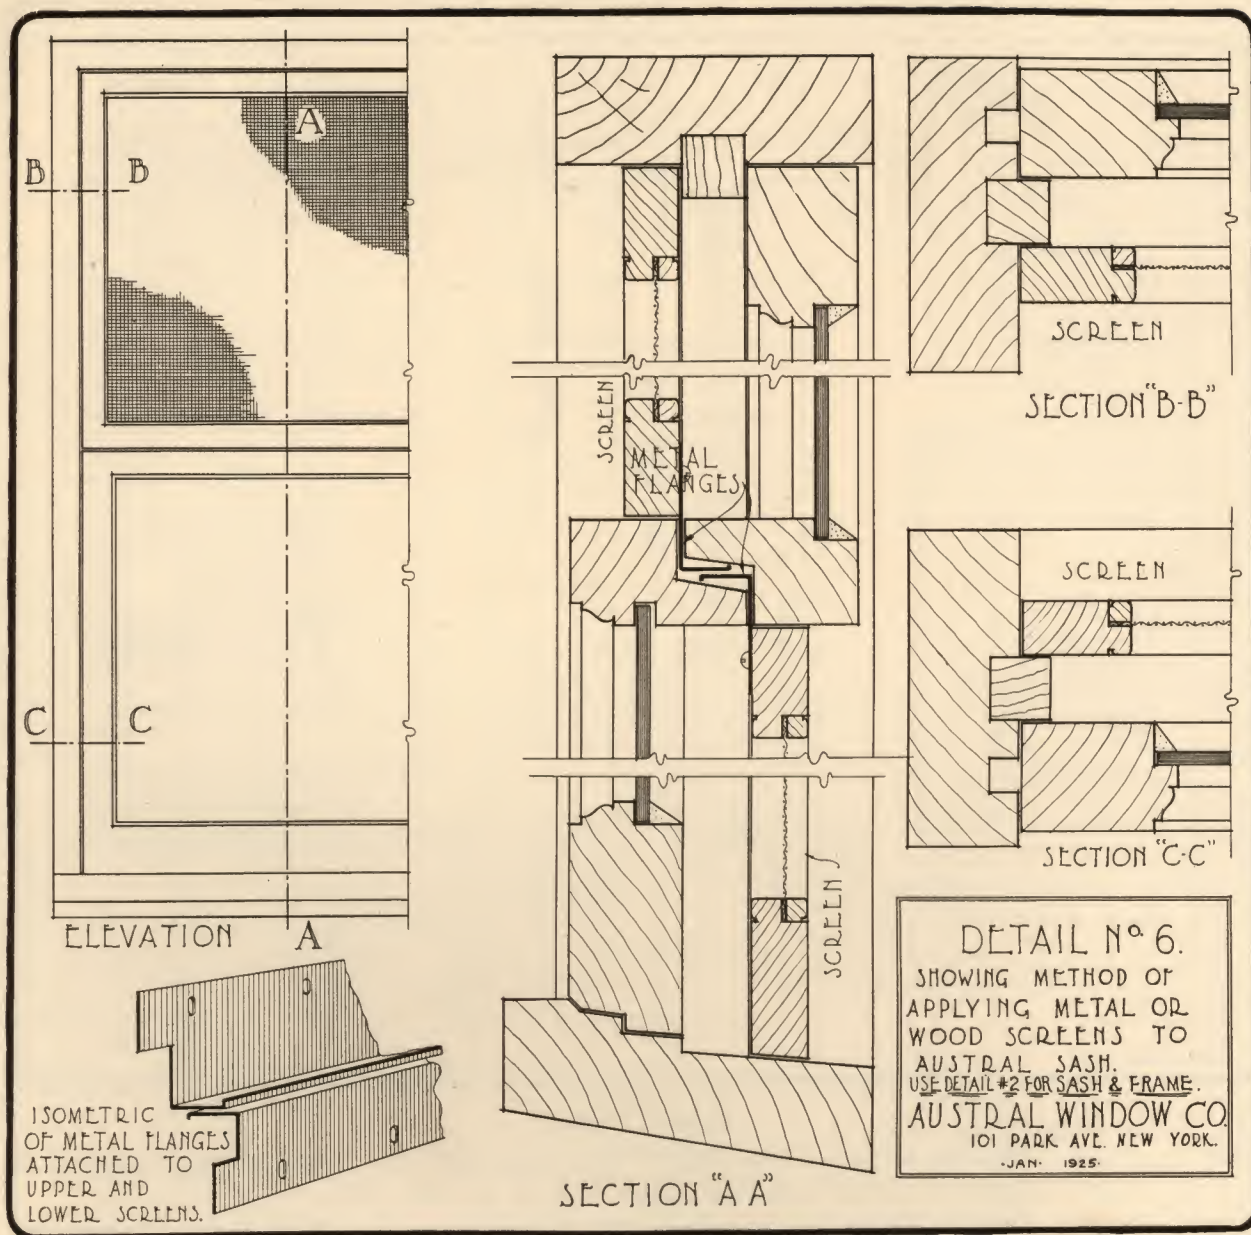 A
B B
C C
ELEVATION A
ISOMETRIC
OF METAL FLANGES
ATTACHED TO
UPPER AND
LOWER SCREENS.
SCREEN
METAL
FLANGES
SCREEN
SECTION "A A"
SCREEN
SECTION "B-B"
SCREEN
SECTION "C-C"
DETAIL No 6.
SHOWING METHOD OF
APPLYING METAL OR
WOOD SCREENS TO
AUSTRAL SASH.
USE DETAIL #2 FOR SASH & FRAME.
AUSTRAL WINDOW CO.
101 PARK AVE. NEW YORK.
·JAN· 1925·